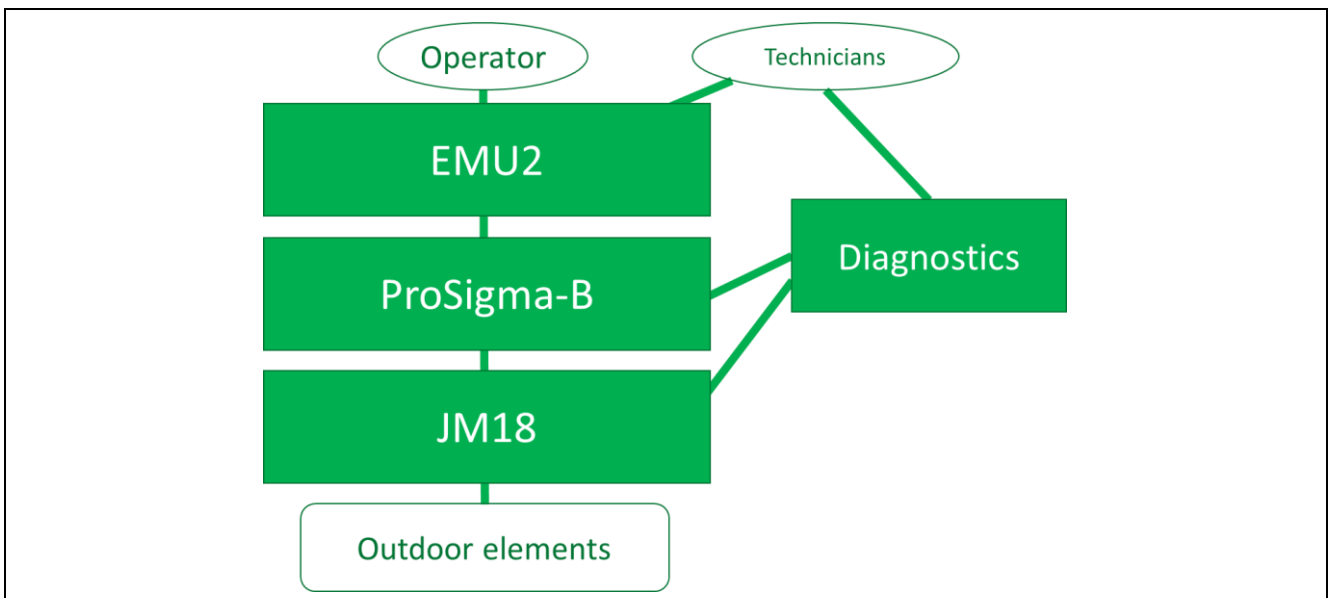 Operator
Technicians
EMU2
Diagnostics
ProSigma-B
JM18
Outdoor elements